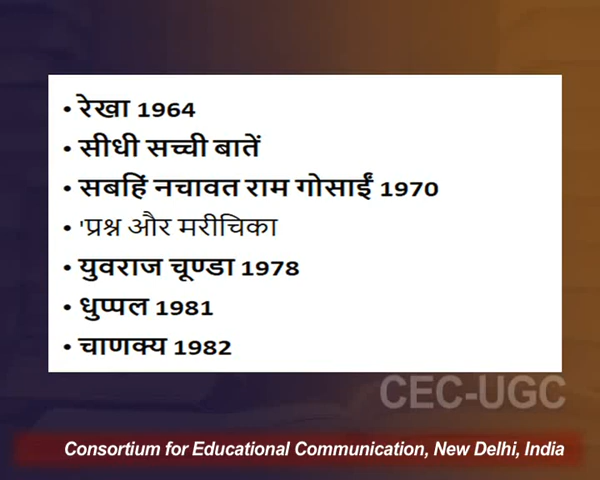 • रेखा 1964
• सीधी सच्ची बातें
• सबहिं नचावत राम गोसाईं 1970
• 'प्रश्न और मरीचिका
• युवराज चूण्डा 1978
• धुप्पल 1981
• चाणक्य 1982
CEC-UGC
Consortium for Educational Communication, New Delhi, India